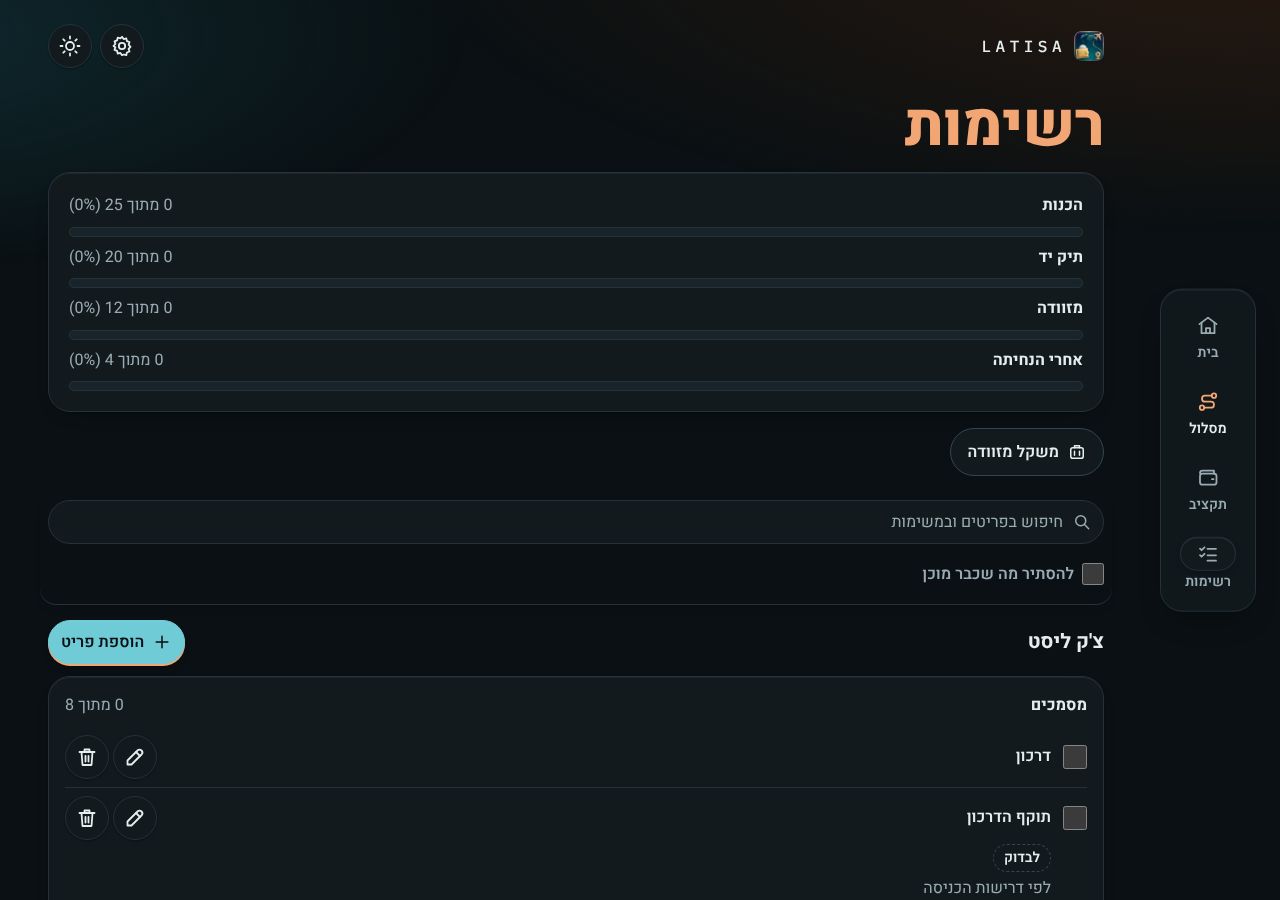 LATISA
רשימות
הכנות
0 מתוך 25 (0%)
תיק יד
0 מתוך 20 (0%)
מזוודה
0 מתוך 12 (0%)
אחרי הנחיתה
0 מתוך 4 (0%)
משקל מזוודה
חיפוש בפריטים ובמשימות
להסתיר מה שכבר מוכן
צ'ק ליסט
הוספת פריט
מסמכים
0 מתוך 8
דרכון
תוקף הדרכון
לבדוק
לפי דרישות הכניסה
בית
מסלול
תקציב
רשימות